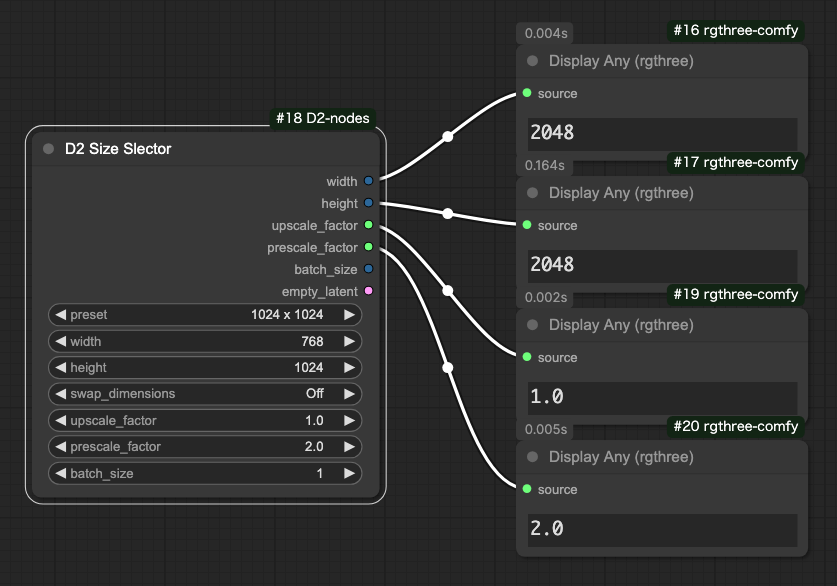 #18 D2-nodes
D2 Size Slector
width
height
upscale_factor
prescale_factor
batch_size
empty_latent
preset 1024 x 1024
width 768
height 1024
swap_dimensions Off
upscale_factor 1.0
prescale_factor 2.0
batch_size 1
0.004s #16 rgthree-comfy
Display Any (rgthree)
source
2048
0.164s #17 rgthree-comfy
Display Any (rgthree)
source
2048
0.002s #19 rgthree-comfy
Display Any (rgthree)
source
1.0
0.005s #20 rgthree-comfy
Display Any (rgthree)
source
2.0